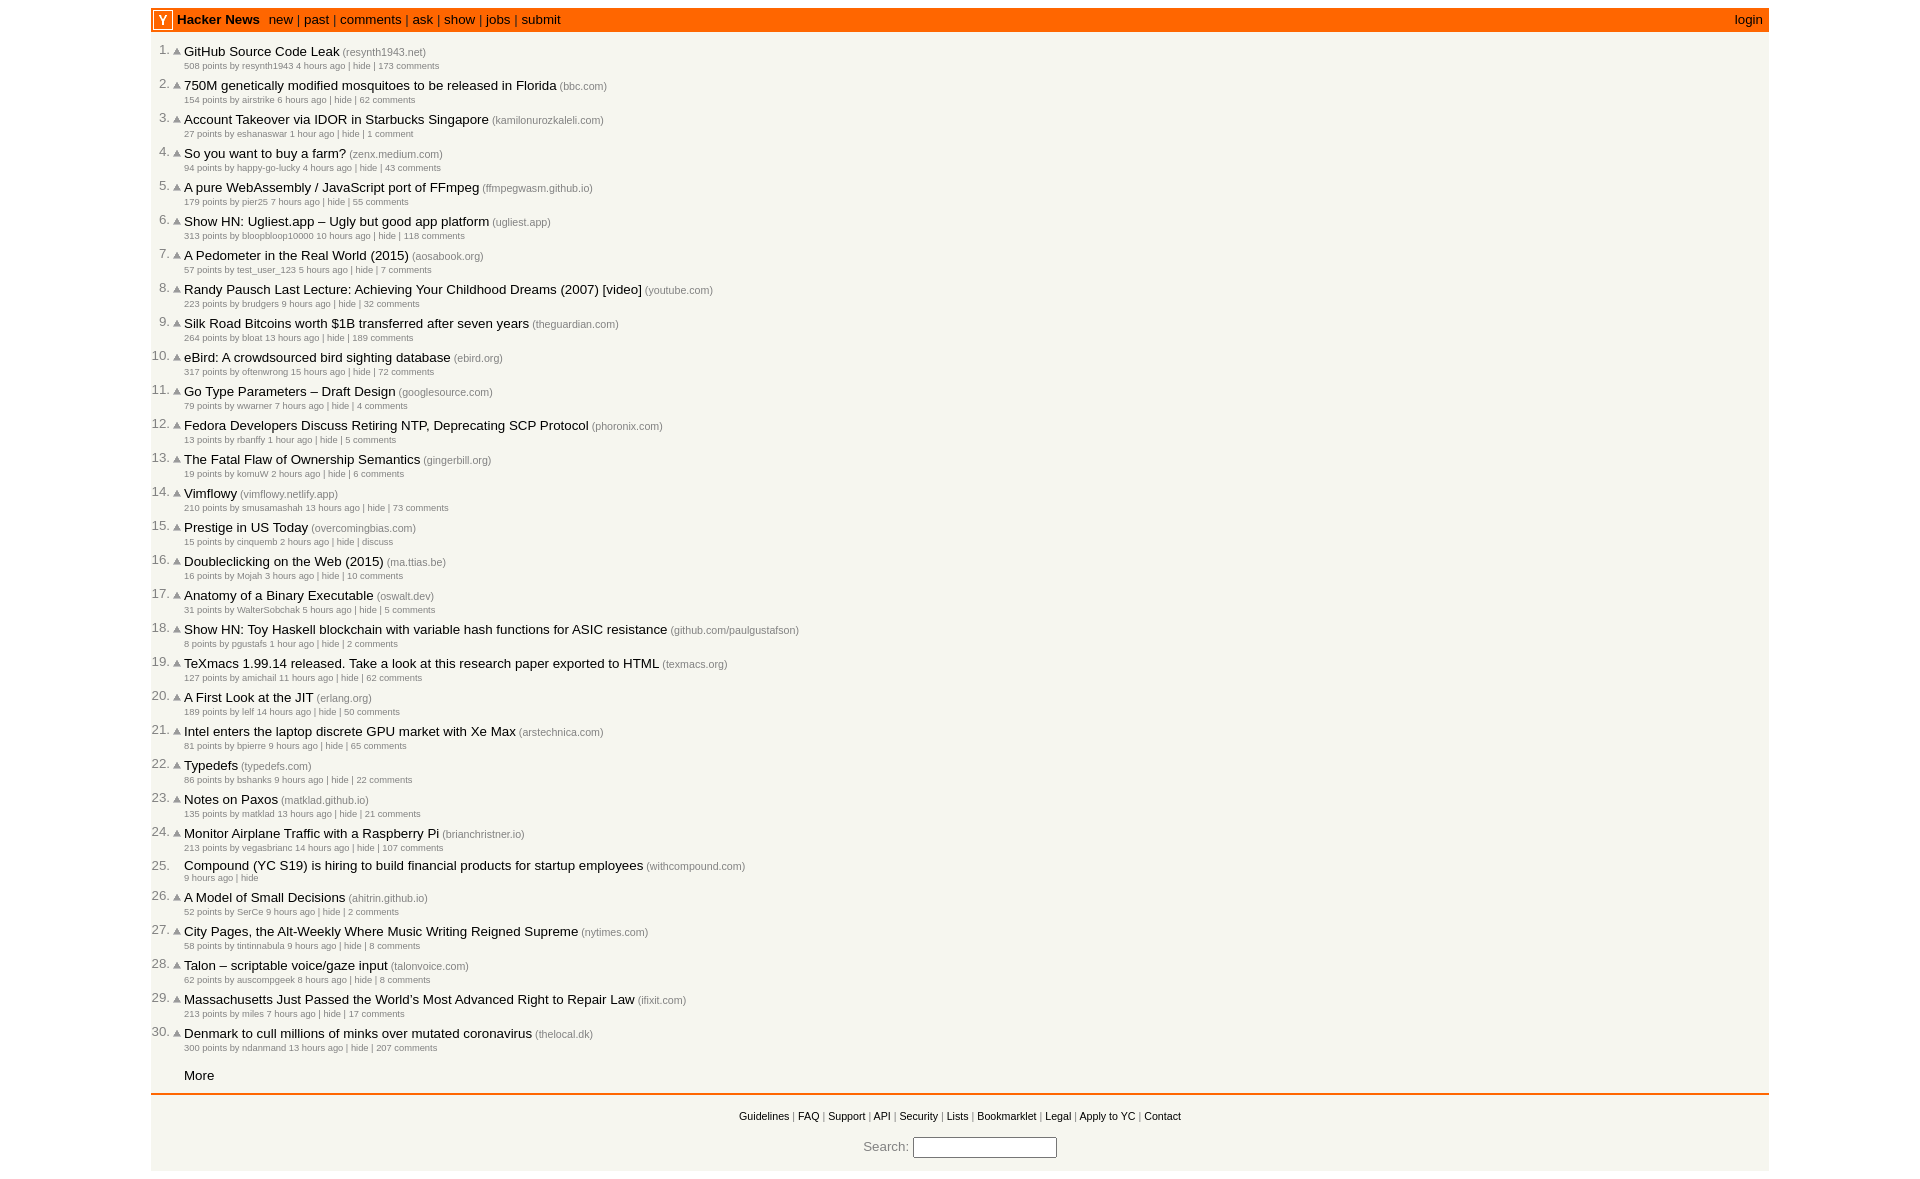 Y Hacker News new | past | comments | ask | show | jobs | submit login
1. GitHub Source Code Leak (resynth1943.net)
508 points by resynth1943 4 hours ago | hide | 173 comments
2. 750M genetically modified mosquitoes to be released in Florida (bbc.com)
154 points by airstrike 6 hours ago | hide | 62 comments
3. Account Takeover via IDOR in Starbucks Singapore (kamilonurozkaleli.com)
27 points by eshanaswar 1 hour ago | hide | 1 comment
4. So you want to buy a farm? (zenx.medium.com)
94 points by happy-go-lucky 4 hours ago | hide | 43 comments
5. A pure WebAssembly / JavaScript port of FFmpeg (ffmpegwasm.github.io)
179 points by pier25 7 hours ago | hide | 55 comments
6. Show HN: Ugliest.app – Ugly but good app platform (ugliest.app)
313 points by bloopbloop10000 10 hours ago | hide | 118 comments
7. A Pedometer in the Real World (2015) (aosabook.org)
57 points by test_user_123 5 hours ago | hide | 7 comments
8. Randy Pausch Last Lecture: Achieving Your Childhood Dreams (2007) [video] (youtube.com)
223 points by brudgers 9 hours ago | hide | 32 comments
9. Silk Road Bitcoins worth $1B transferred after seven years (theguardian.com)
264 points by bloat 13 hours ago | hide | 189 comments
10. eBird: A crowdsourced bird sighting database (ebird.org)
317 points by oftenwrong 15 hours ago | hide | 72 comments
11. Go Type Parameters – Draft Design (googlesource.com)
79 points by wwarner 7 hours ago | hide | 4 comments
12. Fedora Developers Discuss Retiring NTP, Deprecating SCP Protocol (phoronix.com)
13 points by rbanffy 1 hour ago | hide | 5 comments
13. The Fatal Flaw of Ownership Semantics (gingerbill.org)
19 points by komuW 2 hours ago | hide | 6 comments
14. Vimflowy (vimflowy.netlify.app)
210 points by smusamashah 13 hours ago | hide | 73 comments
15. Prestige in US Today (overcomingbias.com)
15 points by cinquemb 2 hours ago | hide | discuss
16. Doubleclicking on the Web (2015) (ma.ttias.be)
16 points by Mojah 3 hours ago | hide | 10 comments
17. Anatomy of a Binary Executable (oswalt.dev)
31 points by WalterSobchak 5 hours ago | hide | 5 comments
18. Show HN: Toy Haskell blockchain with variable hash functions for ASIC resistance (github.com/paulgustafson)
8 points by pgustafs 1 hour ago | hide | 2 comments
19. TeXmacs 1.99.14 released. Take a look at this research paper exported to HTML (texmacs.org)
127 points by amichail 11 hours ago | hide | 62 comments
20. A First Look at the JIT (erlang.org)
189 points by lelf 14 hours ago | hide | 50 comments
21. Intel enters the laptop discrete GPU market with Xe Max (arstechnica.com)
81 points by bpierre 9 hours ago | hide | 65 comments
22. Typedefs (typedefs.com)
86 points by bshanks 9 hours ago | hide | 22 comments
23. Notes on Paxos (matklad.github.io)
135 points by matklad 13 hours ago | hide | 21 comments
24. Monitor Airplane Traffic with a Raspberry Pi (brianchristner.io)
213 points by vegasbrianc 14 hours ago | hide | 107 comments
25. Compound (YC S19) is hiring to build financial products for startup employees (withcompound.com)
9 hours ago | hide
26. A Model of Small Decisions (ahitrin.github.io)
52 points by SerCe 9 hours ago | hide | 2 comments
27. City Pages, the Alt-Weekly Where Music Writing Reigned Supreme (nytimes.com)
58 points by tintinnabula 9 hours ago | hide | 8 comments
28. Talon – scriptable voice/gaze input (talonvoice.com)
62 points by auscompgeek 8 hours ago | hide | 8 comments
29. Massachusetts Just Passed the World’s Most Advanced Right to Repair Law (ifixit.com)
213 points by miles 7 hours ago | hide | 17 comments
30. Denmark to cull millions of minks over mutated coronavirus (thelocal.dk)
300 points by ndanmand 13 hours ago | hide | 207 comments
More
Guidelines | FAQ | Support | API | Security | Lists | Bookmarklet | Legal | Apply to YC | Contact
Search: